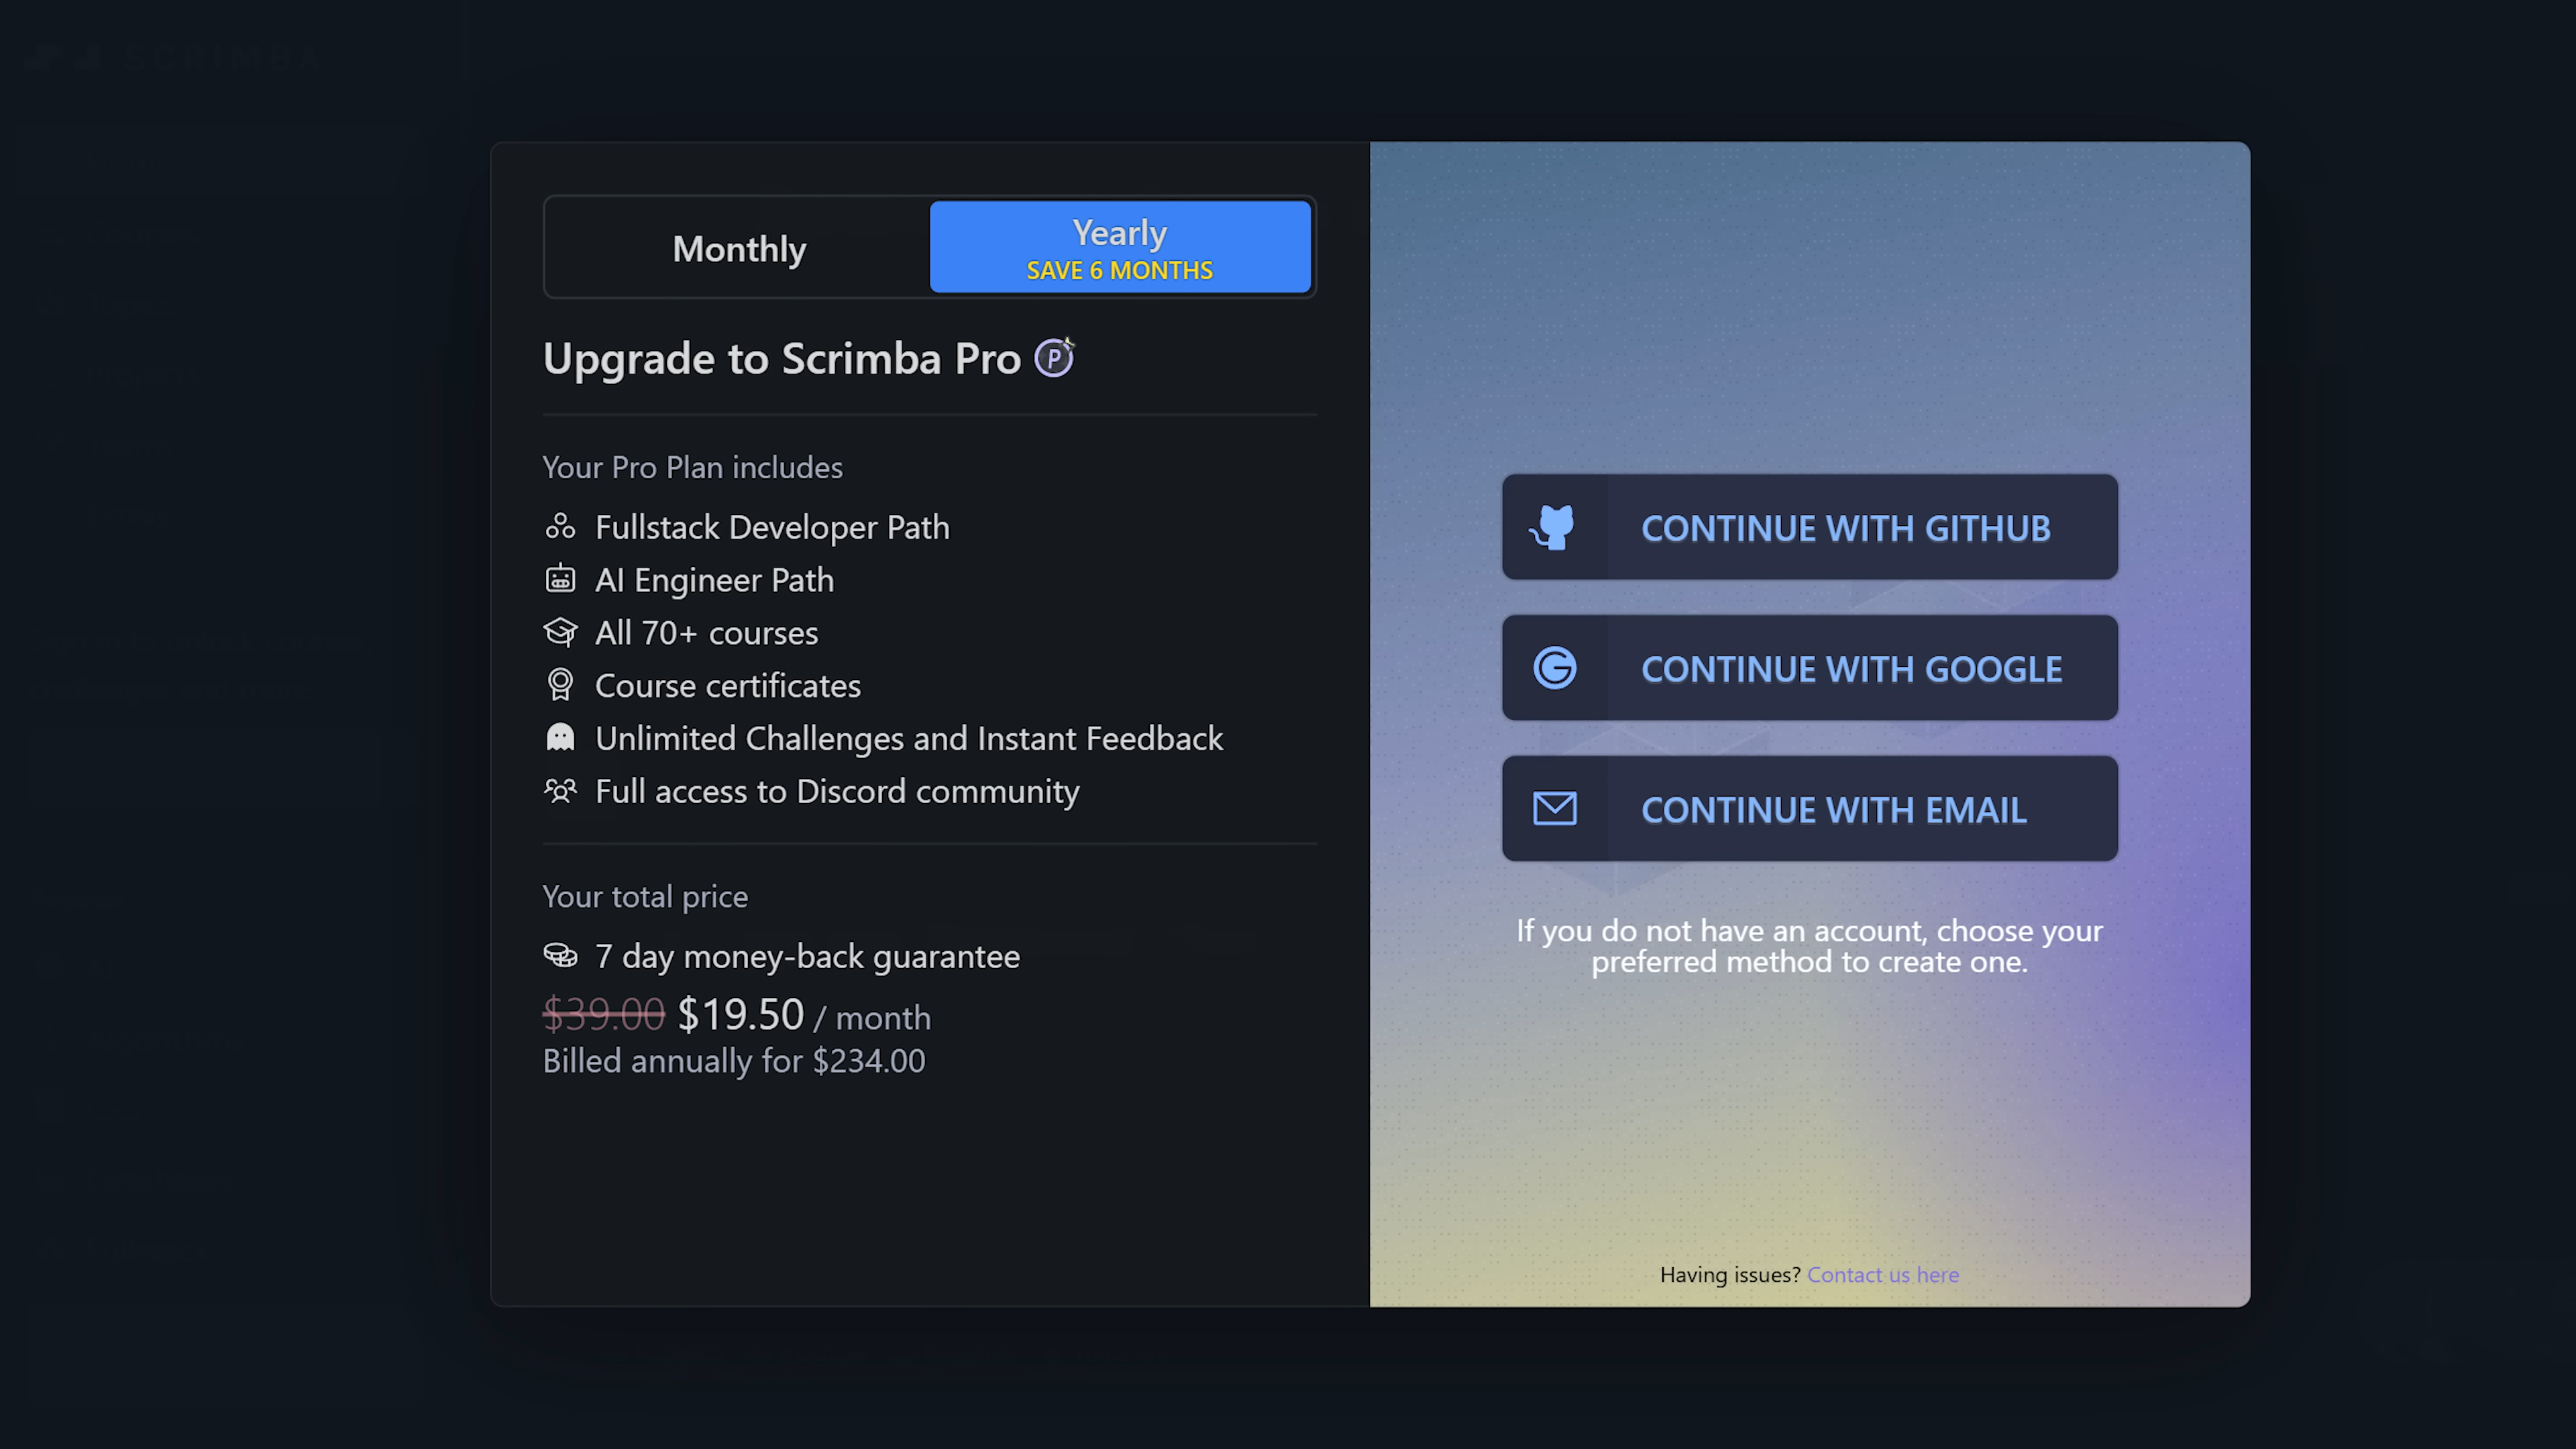 SCRIMBA
Monthly
Yearly
SAVE 6 MONTHS
Upgrade to Scrimba Pro P
Your Pro Plan includes
Fullstack Developer Path
AI Engineer Path
All 70+ courses
Course certificates
Unlimited Challenges and Instant Feedback
Full access to Discord community
Your total price
7 day money-back guarantee
$39.00 $19.50 / month
Billed annually for $234.00
CONTINUE WITH GITHUB
CONTINUE WITH GOOGLE
CONTINUE WITH EMAIL
If you do not have an account, choose your
preferred method to create one.
Having issues? Contact us here